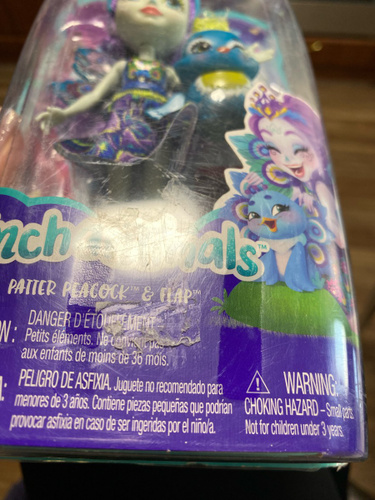 PATTER PEACOCK™ & FLAP™
DANGER D'ÉTOUFFEMENT
Petits éléments. Ne convient pas
aux enfants de moins de 36 mois.
PELIGRO DE ASFIXIA. Juguete no recomendado para
menores de 3 años. Contiene piezas pequeñas que podrían
provocar asfixia en caso de ser ingeridas por el niño/a.
WARNING:
CHOKING HAZARD – Small parts
Not for children under 3 years.